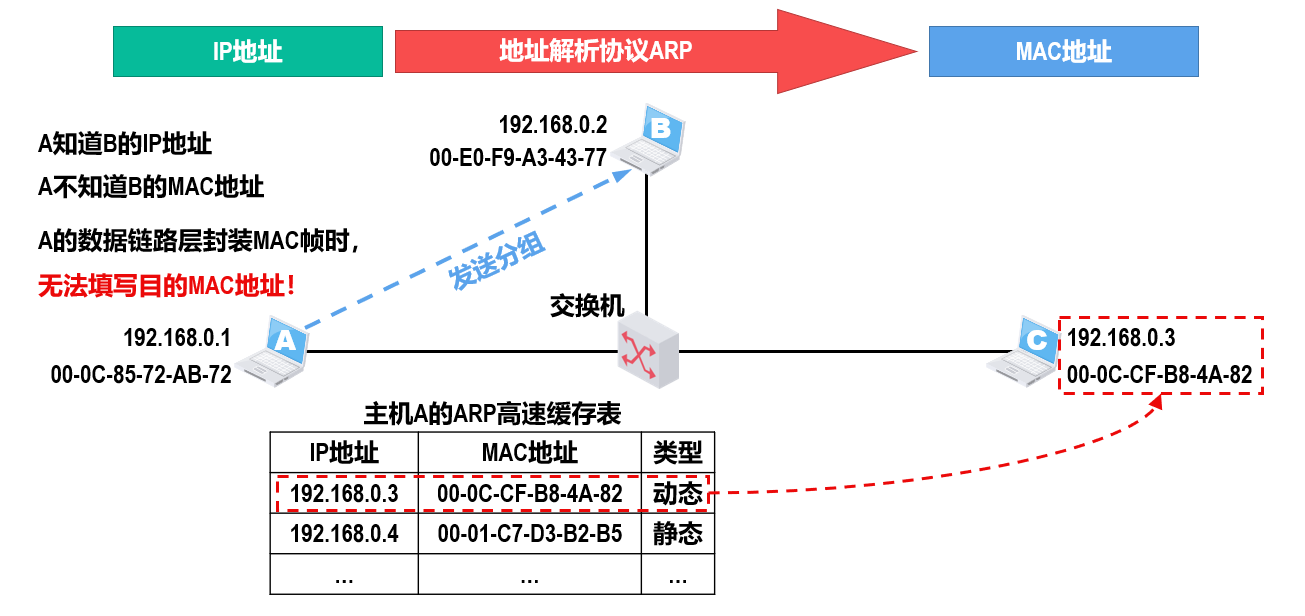 IP地址
地址解析协议ARP
MAC地址
A知道B的IP地址
A不知道B的MAC地址
A的数据链路层封装MAC帧时，
无法填写目的MAC地址！
192.168.0.2
00-E0-F9-A3-43-77
B
发送分组
交换机
192.168.0.1
00-0C-85-72-AB-72
A
C
192.168.0.3
00-0C-CF-B8-4A-82
主机A的ARP高速缓存表
IP地址 MAC地址 类型
192.168.0.3 00-0C-CF-B8-4A-82 动态
192.168.0.4 00-01-C7-D3-B2-B5 静态
... ... ...